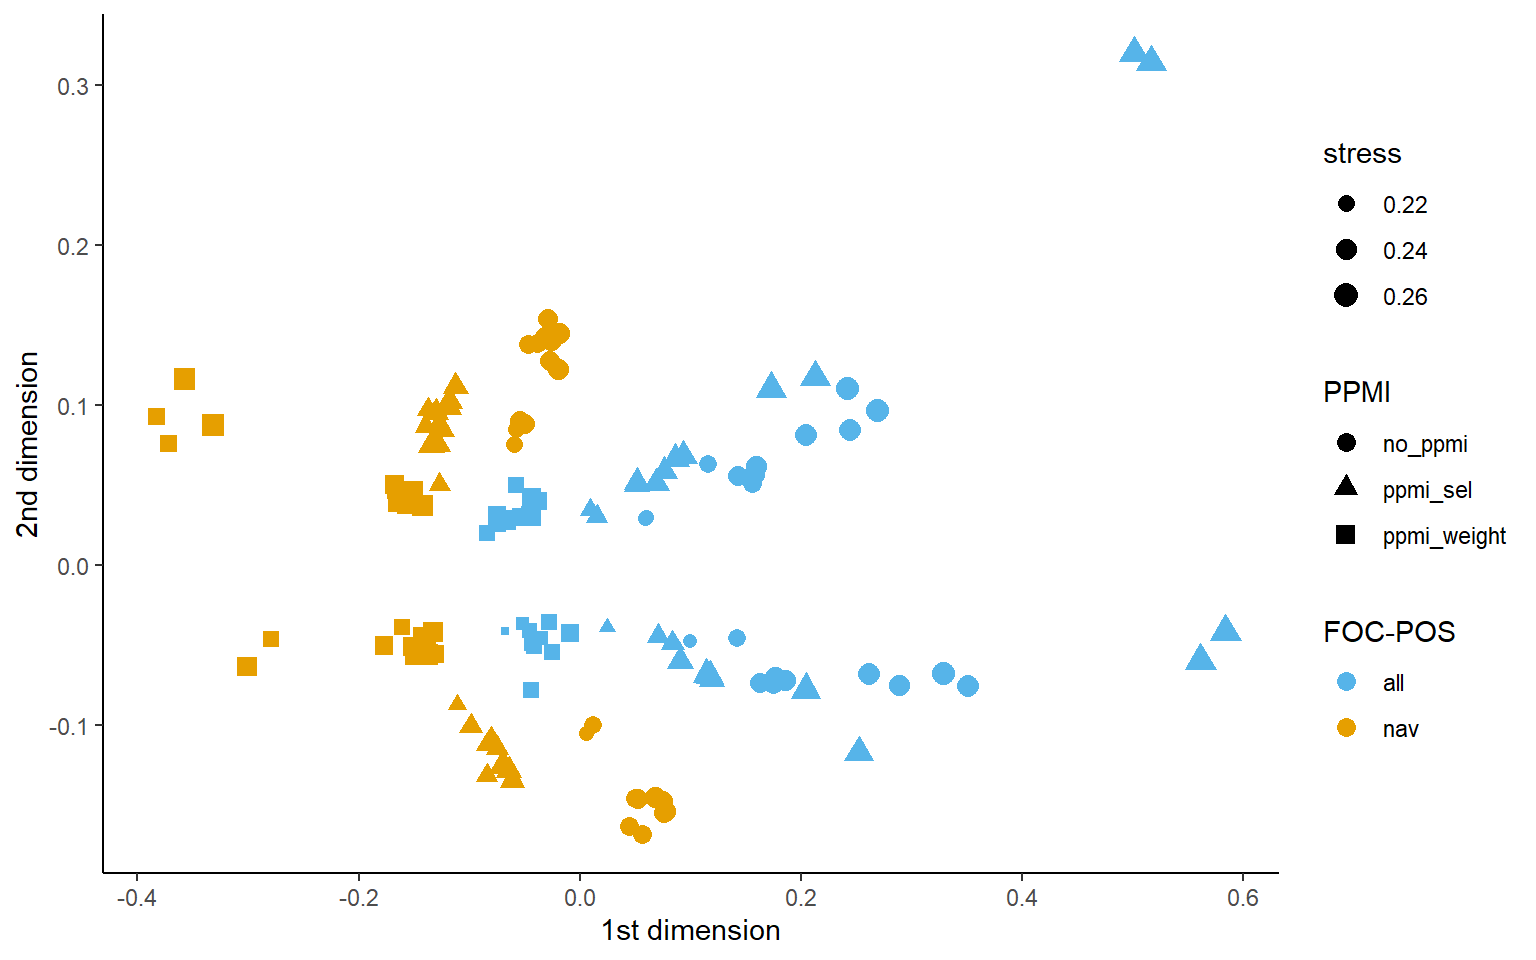 0.3
0.2
0.1
0.0
-0.1
2nd dimension
-0.4
-0.2
0.0
0.2
0.4
0.6
1st dimension
stress
0.22
0.24
0.26
PPMI
no_ppmi
ppmi_sel
ppmi_weight
FOC-POS
all
nav